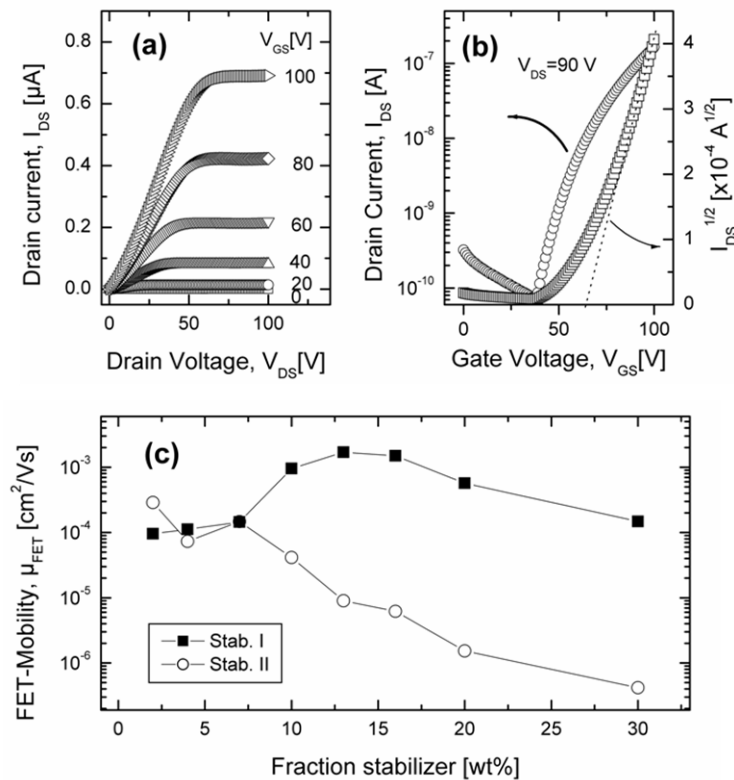 (a)
V_GS[V]
0.8
0.6
0.4
0.2
0.0
100
80
60
40
20
0
0 50 100
Drain current, I_DS [µA]
Drain Voltage, V_DS[V]
(b)
V_DS=90 V
10⁻⁷
10⁻⁸
10⁻⁹
10⁻¹⁰
4
3
2
1
0
0 50 100
Drain Current, I_DS [A]
I_DS^1/2 [x10⁻⁴ A^1/2]
Gate Voltage, V_GS[V]
(c)
10⁻³
10⁻⁴
10⁻⁵
10⁻⁶
FET-Mobility, µ_FET [cm²/Vs]
Stab. I
Stab. II
0 5 10 15 20 25 30
Fraction stabilizer [wt%]